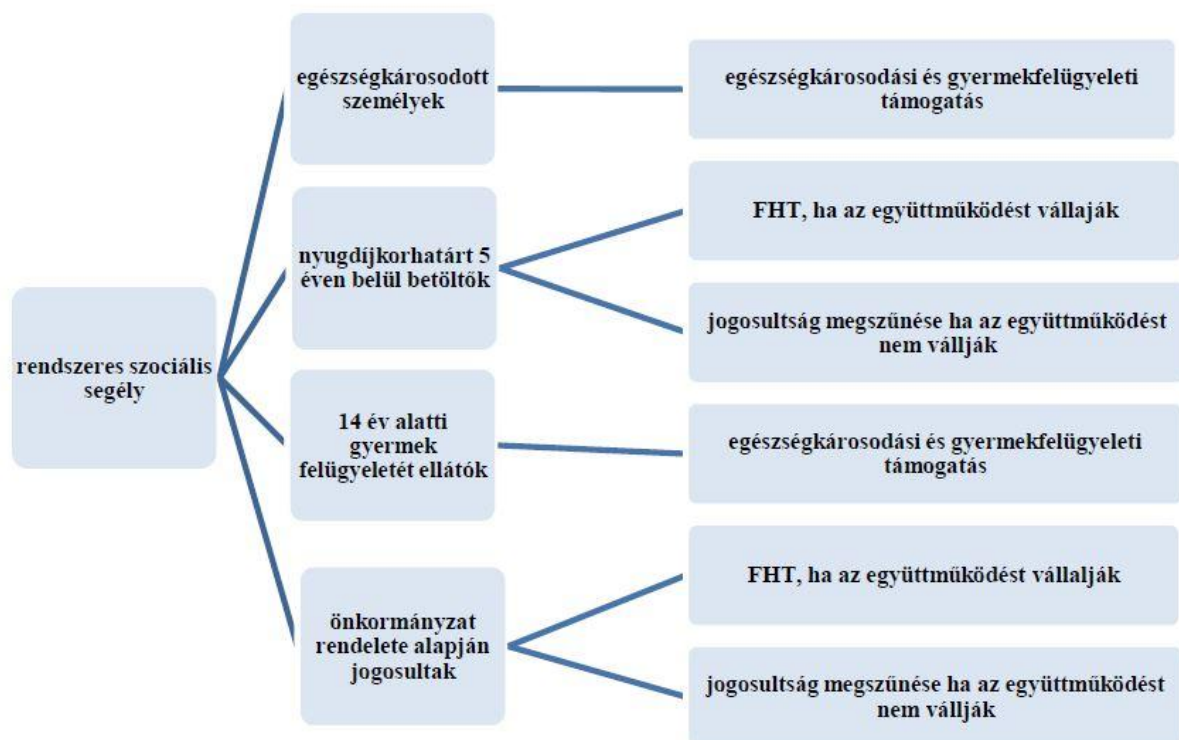 rendszeres szociális
segély
egészségkárosodott
személyek
egészségkárosodási és gyermekfelügyeleti
támogatás
nyugdíjkorhatárt 5
éven belül betöltők
FHT, ha az együttműködést vállaják
jogosultság megszűnése ha az együttműködést
nem vállják
14 év alatti
gyermek
felügyeletét ellátók
egészségkárosodási és gyermekfelügyeleti
támogatás
önkormányzat
rendelete alapján
jogosultak
FHT, ha az együttműködést vállalják
jogosultság megszűnése ha az együttműködést
nem vállják